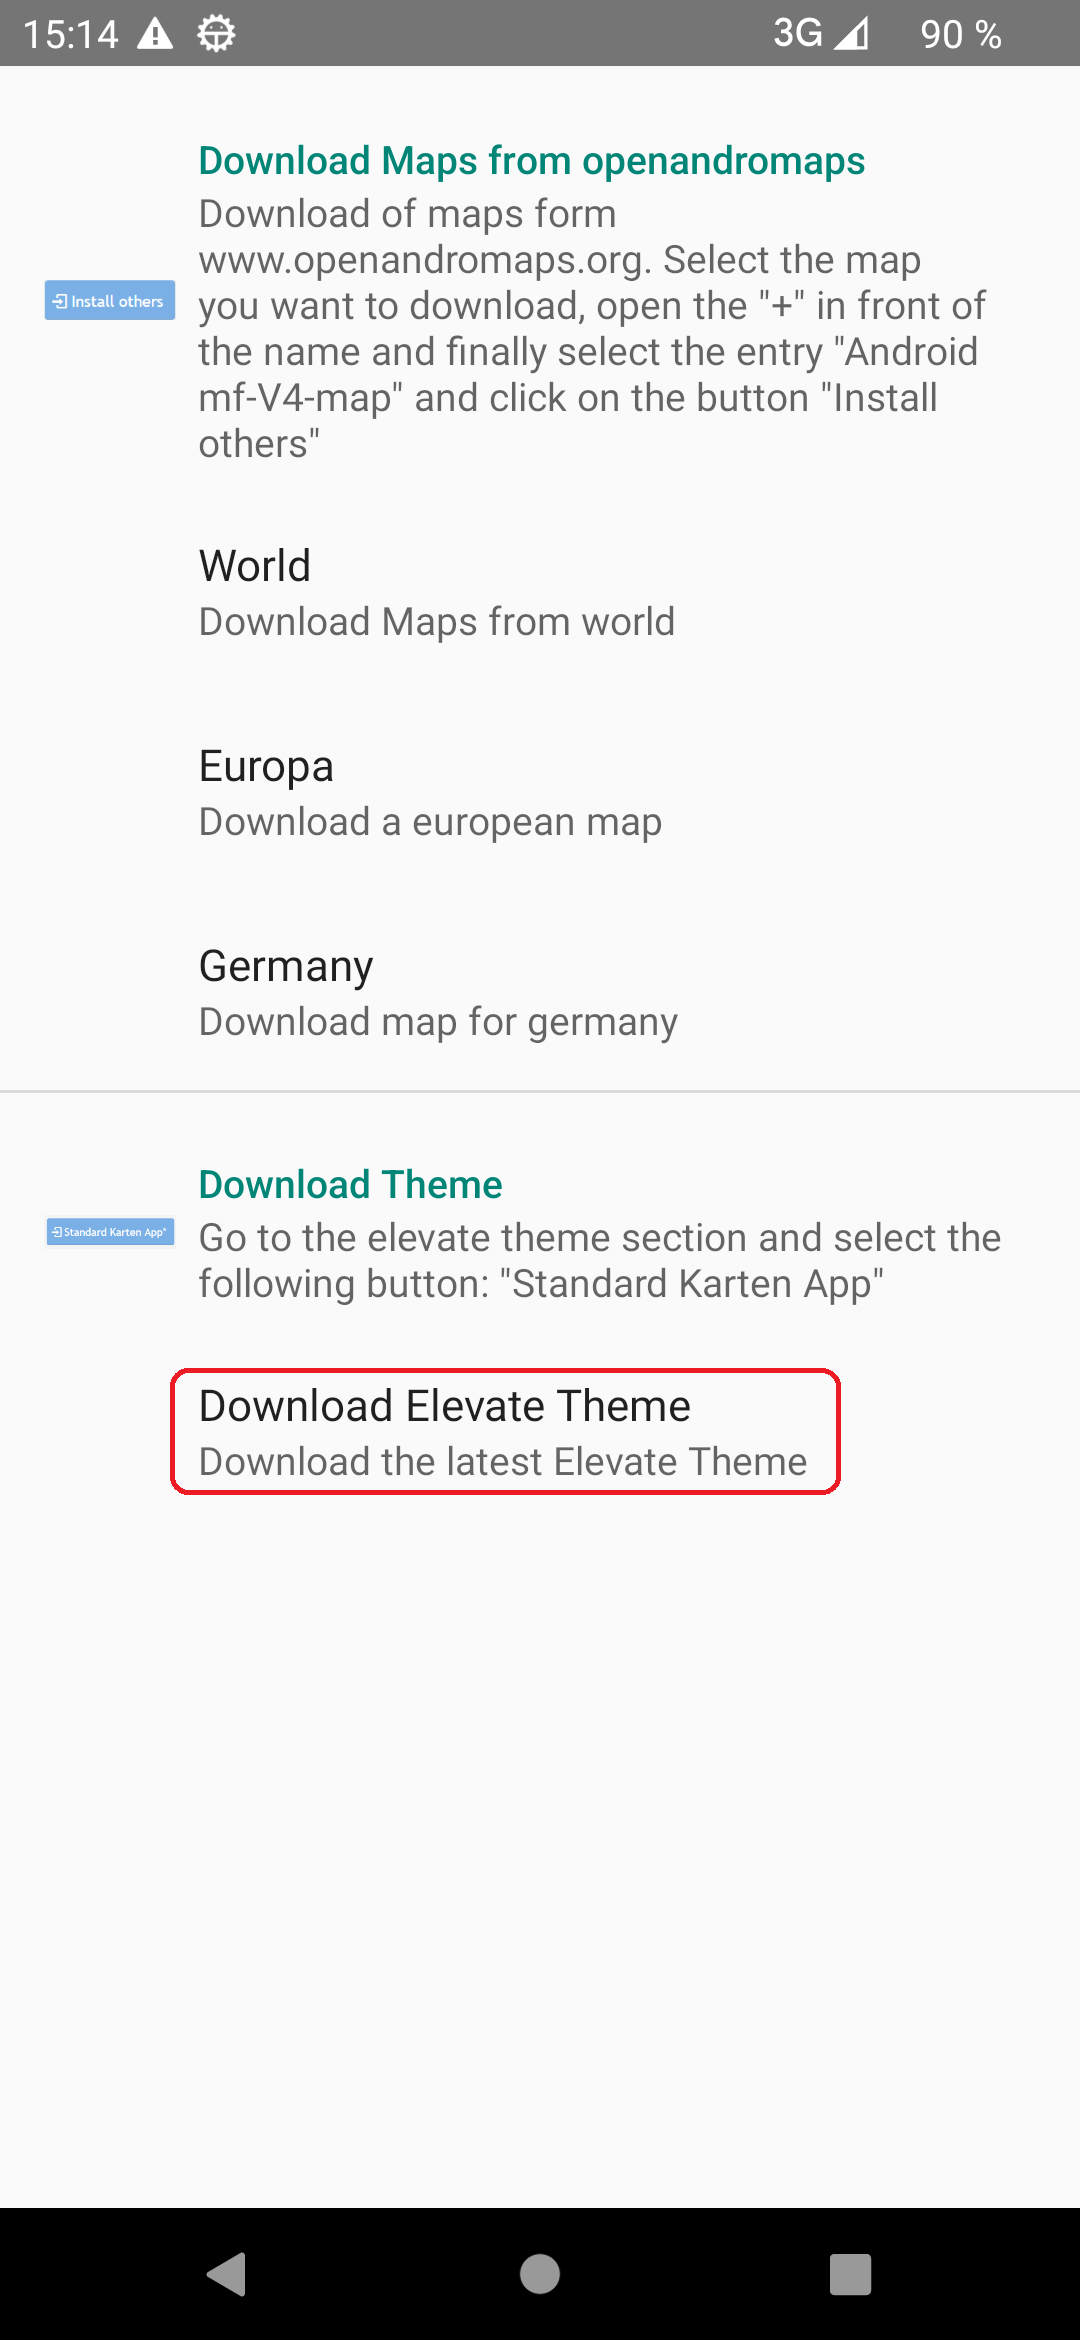 15:14 3G 90 %
Download Maps from openandromaps
Download of maps form
www.openandromaps.org. Select the map
you want to download, open the "+" in front of
the name and finally select the entry "Android
mf-V4-map" and click on the button "Install
others"
Install others
World
Download Maps from world
Europa
Download a european map
Germany
Download map for germany
Download Theme
Standard Karten App*
Go to the elevate theme section and select the
following button: "Standard Karten App"
Download Elevate Theme
Download the latest Elevate Theme